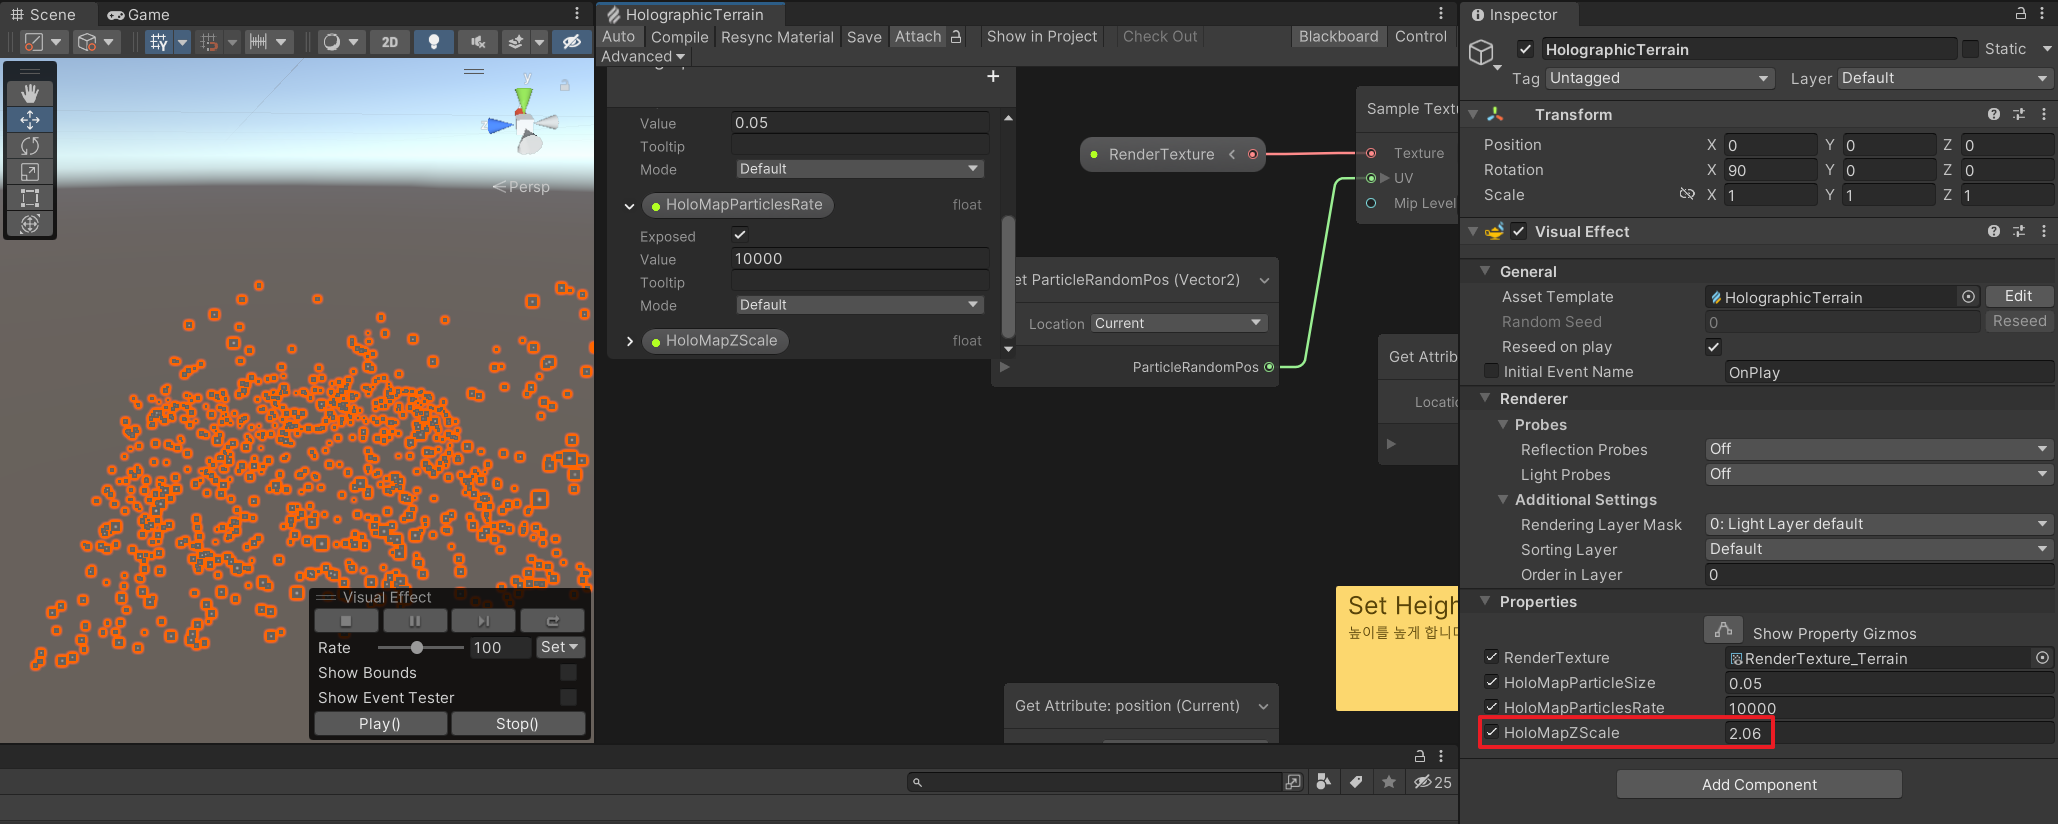 Scene
Game
2D
y
z
Persp
Visual Effect
Rate 100 Set
Show Bounds
Show Event Tester
Play() Stop()
HolographicTerrain
Auto Compile Resync Material Save Attach Show in Project Check Out Blackboard Control
Advanced
+
Value 0.05
Tooltip
Mode Default
HoloMapParticlesRate float
Exposed
Value 10000
Tooltip
Mode Default
HoloMapZScale float
RenderTexture
Sample Textu
Texture
UV
Mip Level
et ParticleRandomPos (Vector2)
Location Current
ParticleRandomPos
Get Attrib
Locatio
Set Heigh
높이를 높게 합니다
Get Attribute: position (Current)
25
Inspector
HolographicTerrain Static
Tag Untagged Layer Default
Transform
Position X 0 Y 0 Z 0
Rotation X 90 Y 0 Z 0
Scale X 1 Y 1 Z 1
Visual Effect
General
Asset Template HolographicTerrain Edit
Random Seed 0 Reseed
Reseed on play
Initial Event Name OnPlay
Renderer
Probes
Reflection Probes Off
Light Probes Off
Additional Settings
Rendering Layer Mask 0: Light Layer default
Sorting Layer Default
Order in Layer 0
Properties
Show Property Gizmos
RenderTexture RenderTexture_Terrain
HoloMapParticleSize 0.05
HoloMapParticlesRate 10000
HoloMapZScale 2.06
Add Component